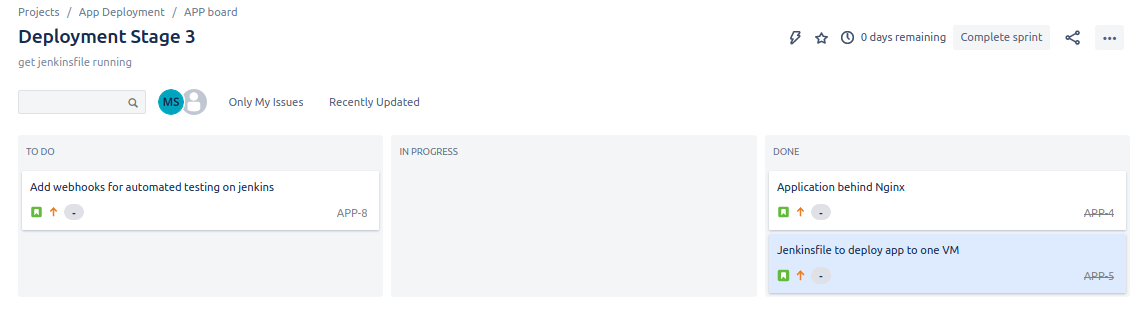 Projects / App Deployment / APP board
Deployment Stage 3
0 days remaining
Complete sprint
get jenkinsfile running
MS
Only My Issues
Recently Updated
TO DO
Add webhooks for automated testing on jenkins
-
APP-8
IN PROGRESS
DONE
Application behind Nginx
-
APP-4
Jenkinsfile to deploy app to one VM
-
APP-5